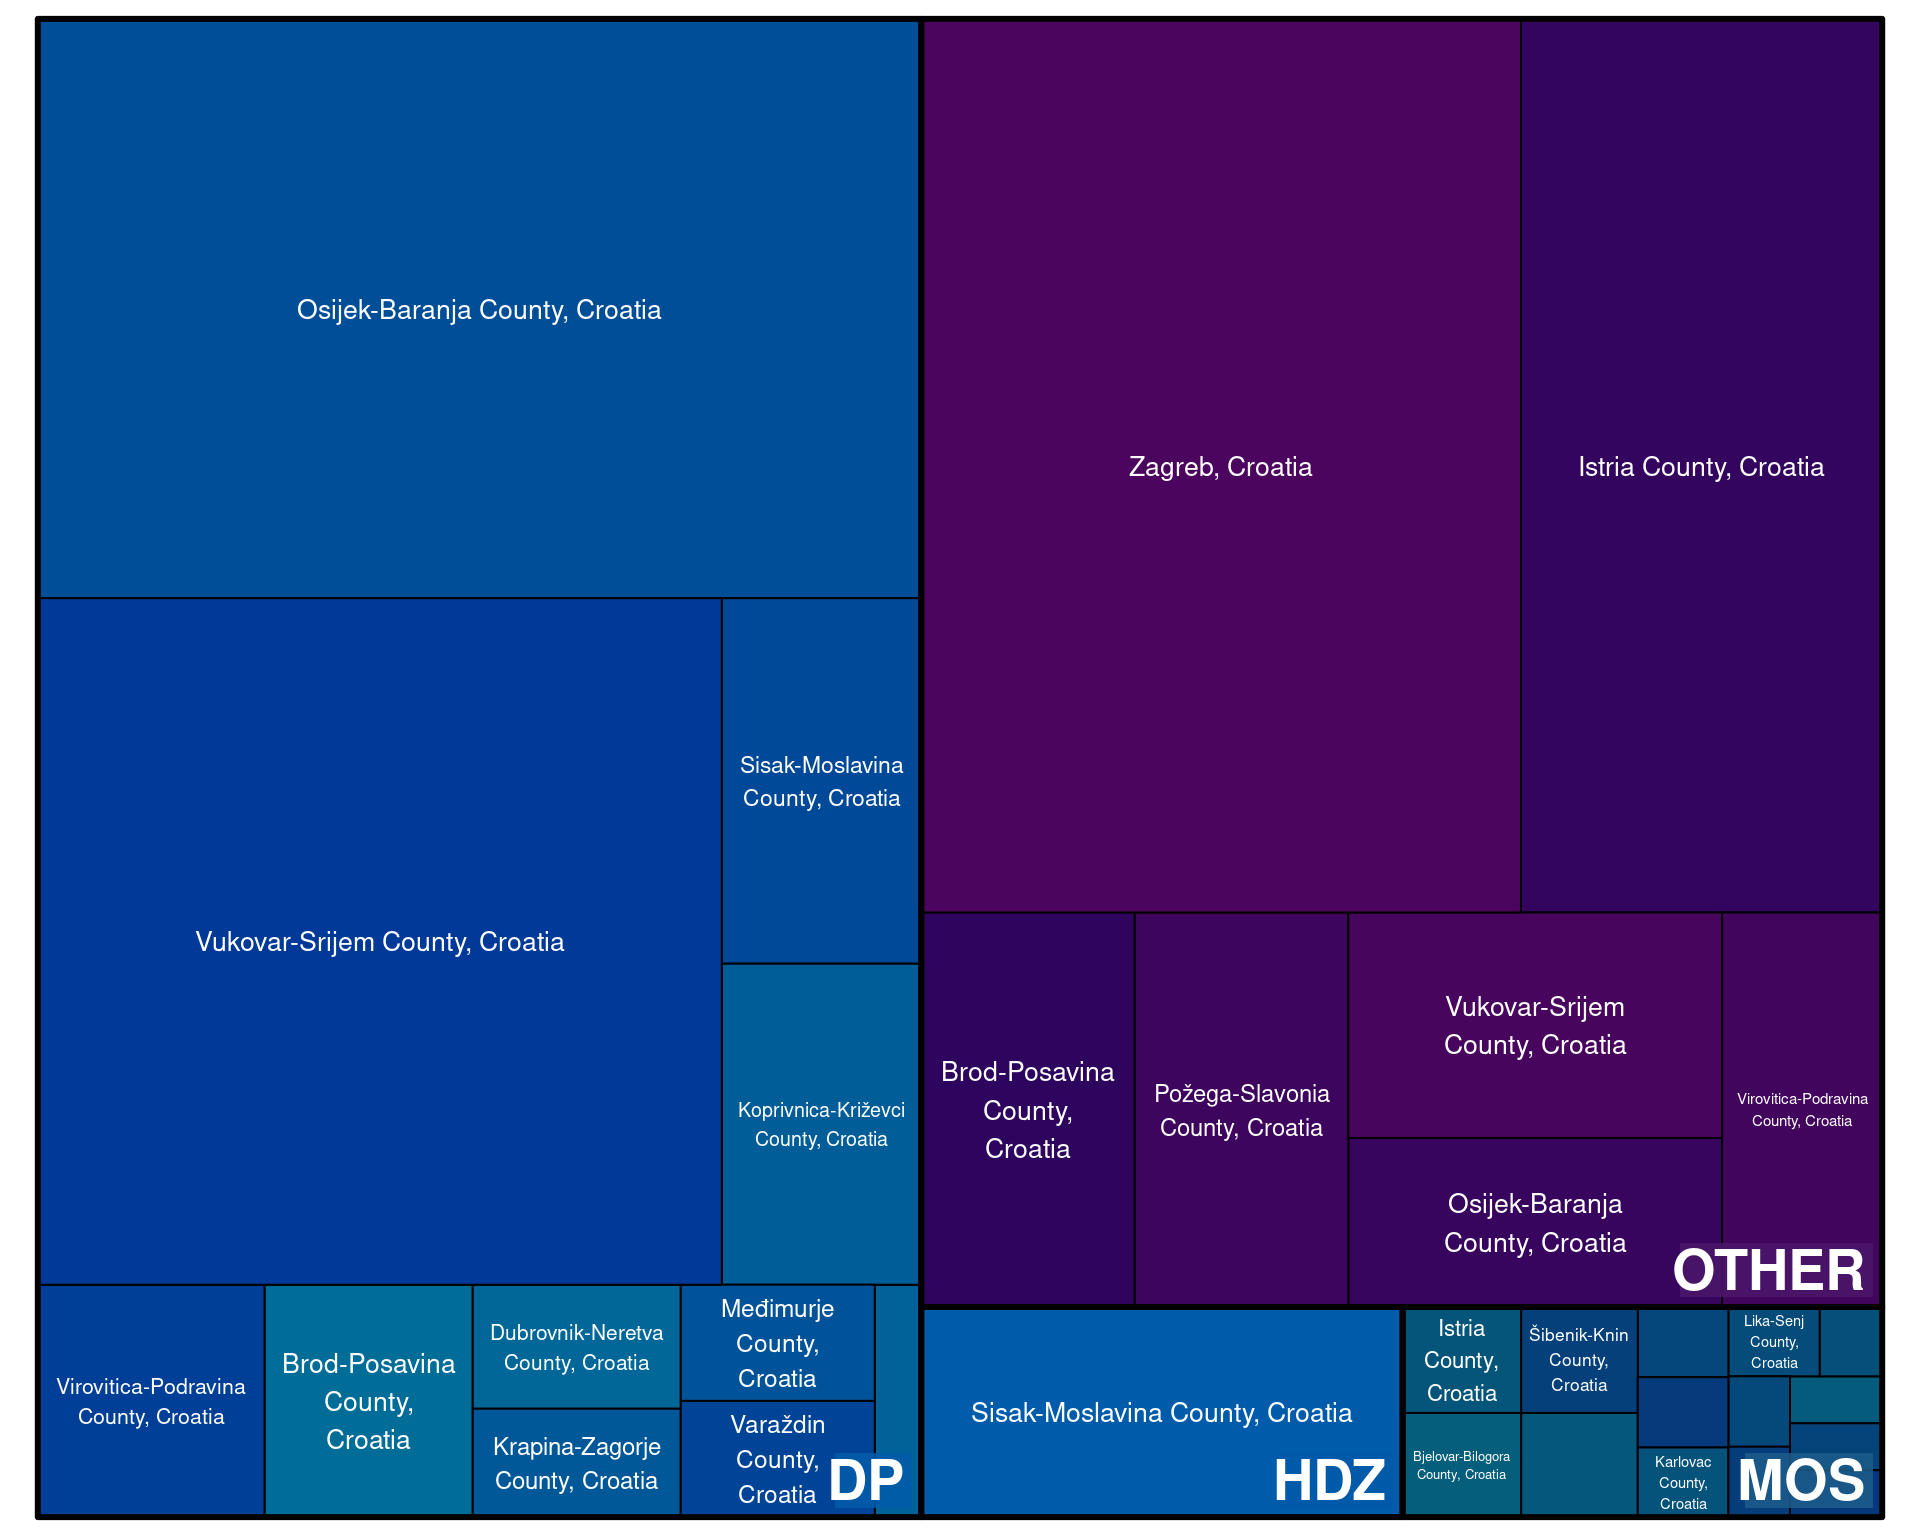 Osijek-Baranja County, Croatia
Vukovar-Srijem County, Croatia
Sisak-Moslavina
County, Croatia
Koprivnica-Križevci
County, Croatia
Virovitica-Podravina
County, Croatia
Brod-Posavina
County,
Croatia
Dubrovnik-Neretva
County, Croatia
Krapina-Zagorje
County, Croatia
Međimurje
County,
Croatia
Varaždin
County,
Croatia
DP
Zagreb, Croatia
Istria County, Croatia
Brod-Posavina
County,
Croatia
Požega-Slavonia
County, Croatia
Vukovar-Srijem
County, Croatia
Osijek-Baranja
County, Croatia
Virovitica-Podravina
County, Croatia
OTHER
Sisak-Moslavina County, Croatia
HDZ
Istria
County,
Croatia
Bjelovar-Bilogora
County, Croatia
Šibenik-Knin
County,
Croatia
Karlovac
County,
Croatia
Lika-Senj
County,
Croatia
MOS